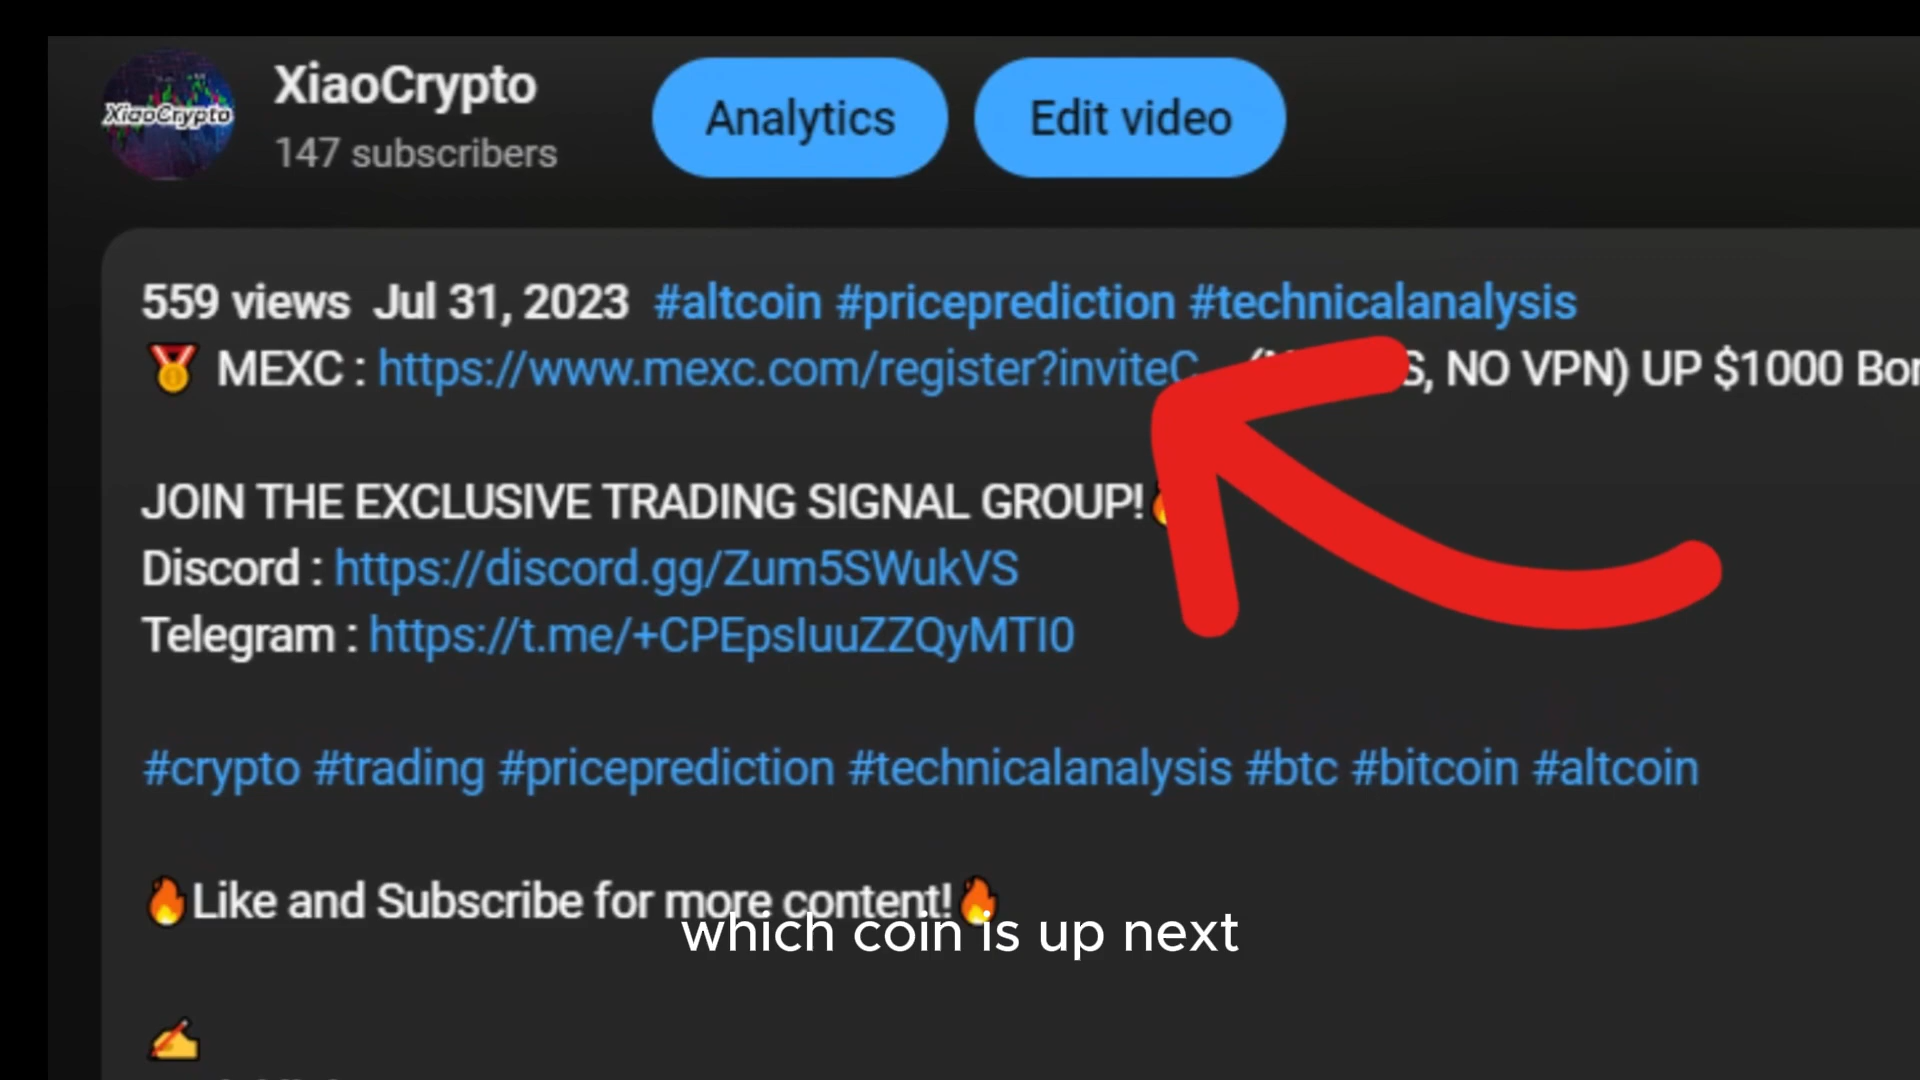 XiaoCrypto
XiaoCrypto
147 subscribers
Analytics
Edit video
559 views Jul 31, 2023 #altcoin #priceprediction #technicalanalysis
MEXC : https://www.mexc.com/register?inviteC NO VPN) UP $1000
JOIN THE EXCLUSIVE TRADING SIGNAL GROUP!
Discord : https://discord.gg/Zum5SWukVS
Telegram : https://t.me/+CPEpsIuuZZQyMTI0
#crypto #trading #priceprediction #technicalanalysis #btc #bitcoin #altcoin
🔥Like and Subscribe for more content!🔥
which coin is up next